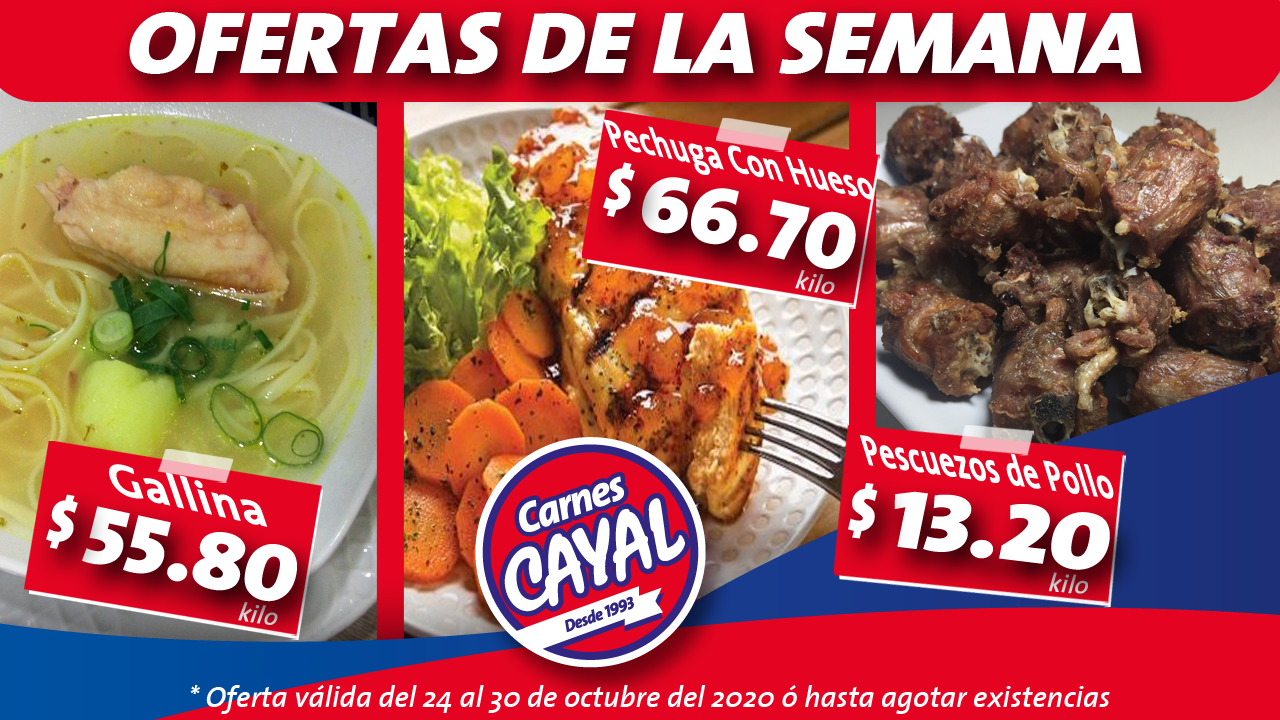 OFERTAS DE LA SEMANA
Gallina
$ 55.80
kilo
Pechuga Con Hueso
$ 66.70
kilo
Pescuezos de Pollo
$ 13.20
kilo
Carnes
CAYAL
Desde 1993
* Oferta válida del 24 al 30 de octubre del 2020 ó hasta agotar existencias